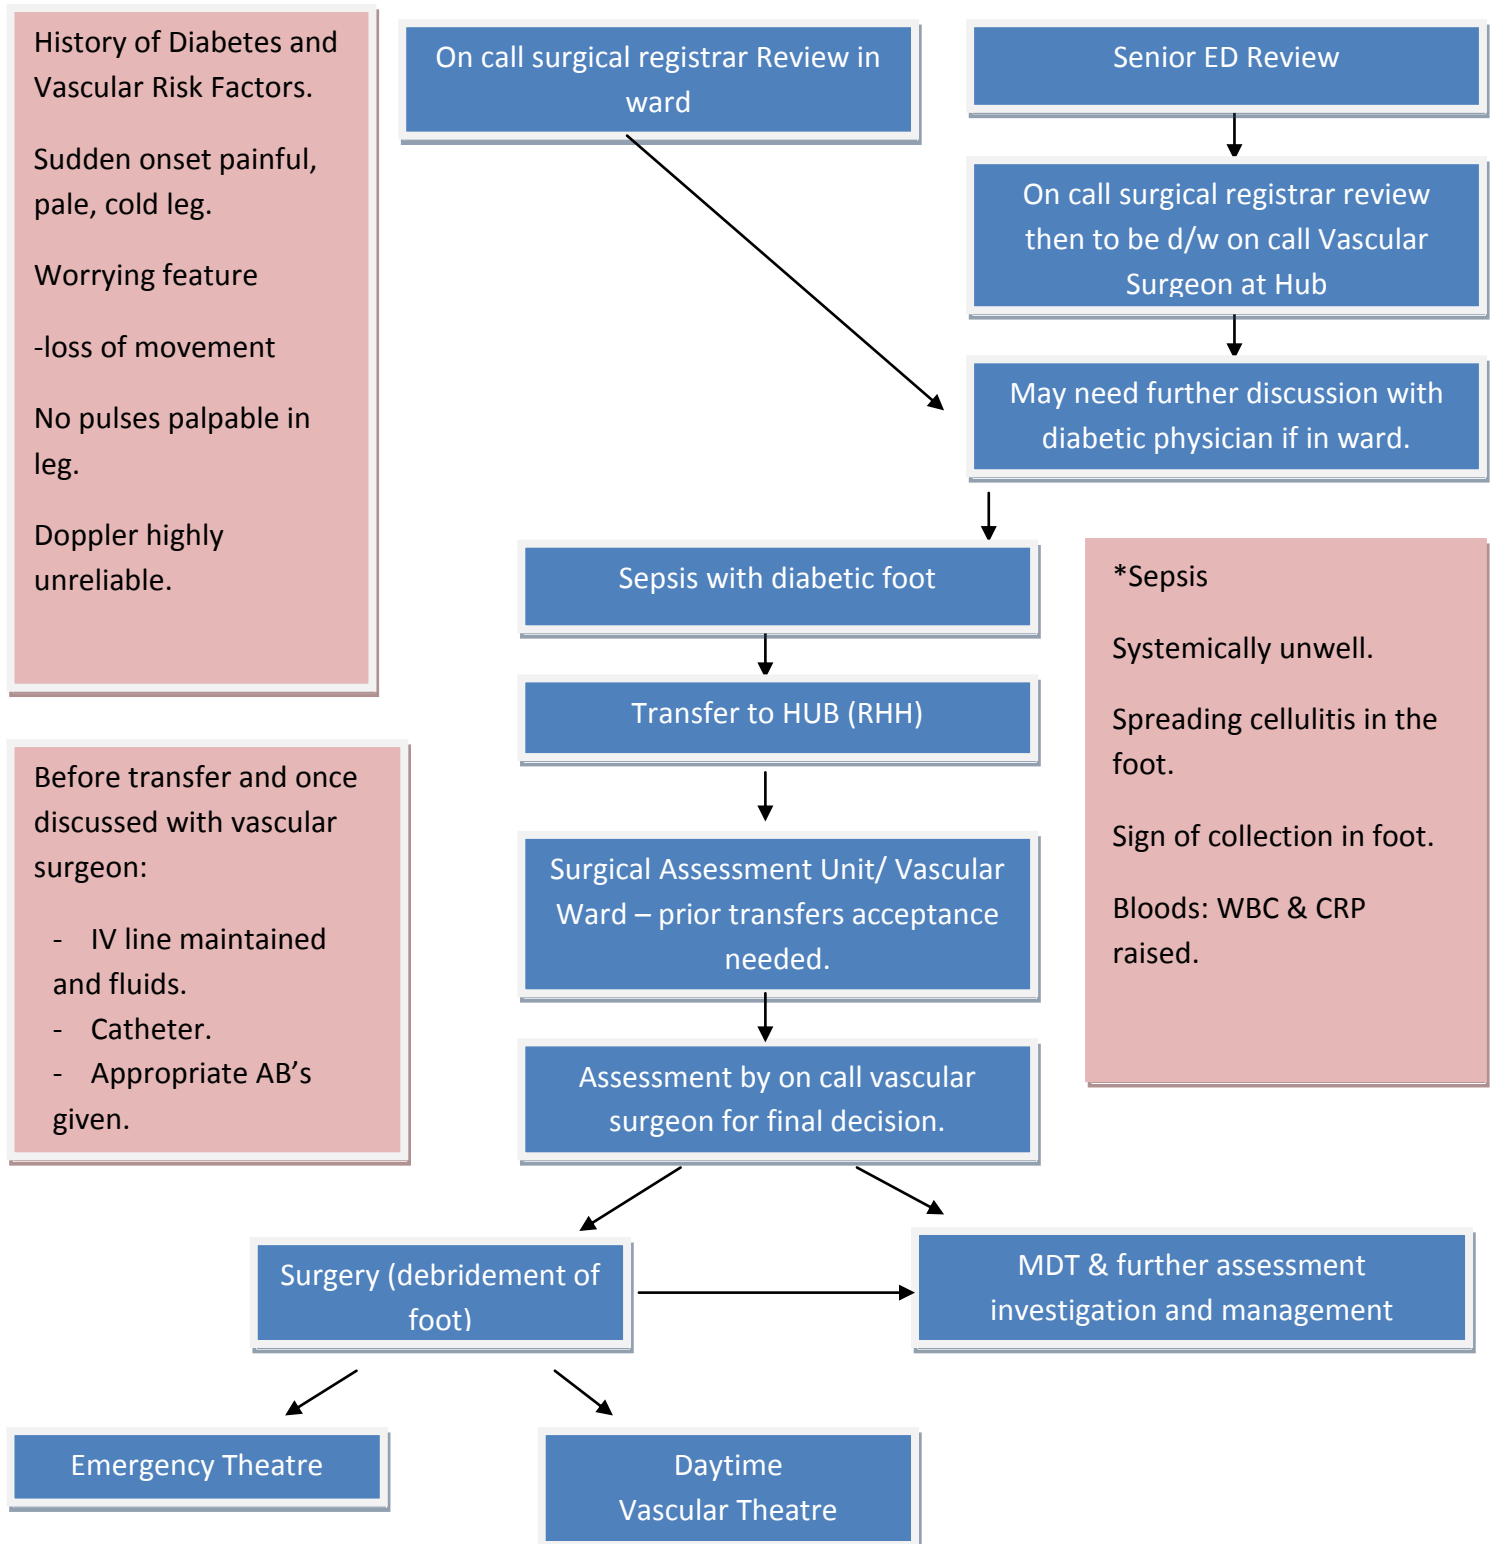 History of Diabetes and
Vascular Risk Factors.
Sudden onset painful,
pale, cold leg.
Worrying feature
-loss of movement
No pulses palpable in
leg.
Doppler highly
unreliable.
On call surgical registrar Review in
ward
Senior ED Review
On call surgical registrar review
then to be d/w on call Vascular
Surgeon at Hub
May need further discussion with
diabetic physician if in ward.
Sepsis with diabetic foot
Transfer to HUB (RHH)
*Sepsis
Systemically unwell.
Spreading cellulitis in the
foot.
Sign of collection in foot.
Bloods: WBC & CRP
raised.
Before transfer and once
discussed with vascular
surgeon:
- IV line maintained
and fluids.
- Catheter.
- Appropriate AB’s
given.
Surgical Assessment Unit/ Vascular
Ward – prior transfers acceptance
needed.
Assessment by on call vascular
surgeon for final decision.
Surgery (debridement of
foot)
MDT & further assessment
investigation and management
Emergency Theatre
Daytime
Vascular Theatre